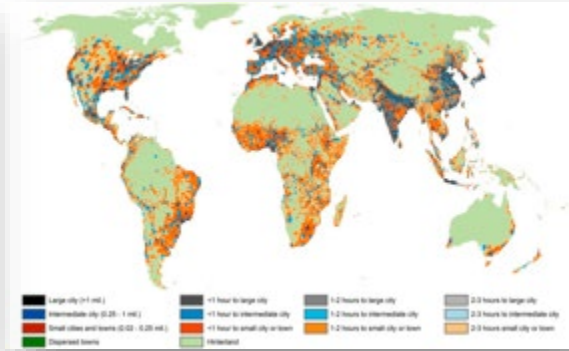 Large city (>1 mil.)
<1 hour to large city
1-2 hours to large city
2-3 hours to large city
Intermediate city (0.25 - 1 mil.)
<1 hour to intermediate city
1-2 hours to intermediate city
2-3 hours to intermediate city
Small cities and towns (0.02 - 0.25 mil.)
<1 hour to small city or town
1-2 hours to small city or town
2-3 hours small city or town
Dispersed towns
Hinterland